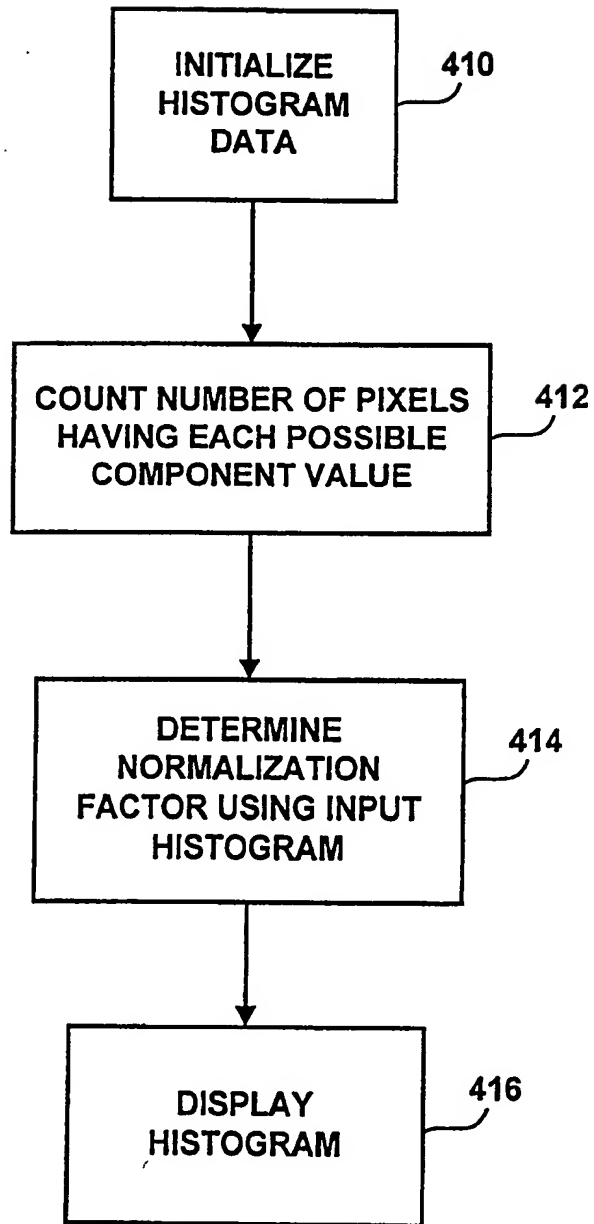 INITIALIZE
HISTOGRAM
DATA
410
COUNT NUMBER OF PIXELS
HAVING EACH POSSIBLE
COMPONENT VALUE
412
DETERMINE
NORMALIZATION
FACTOR USING INPUT
HISTOGRAM
414
DISPLAY
HISTOGRAM
416